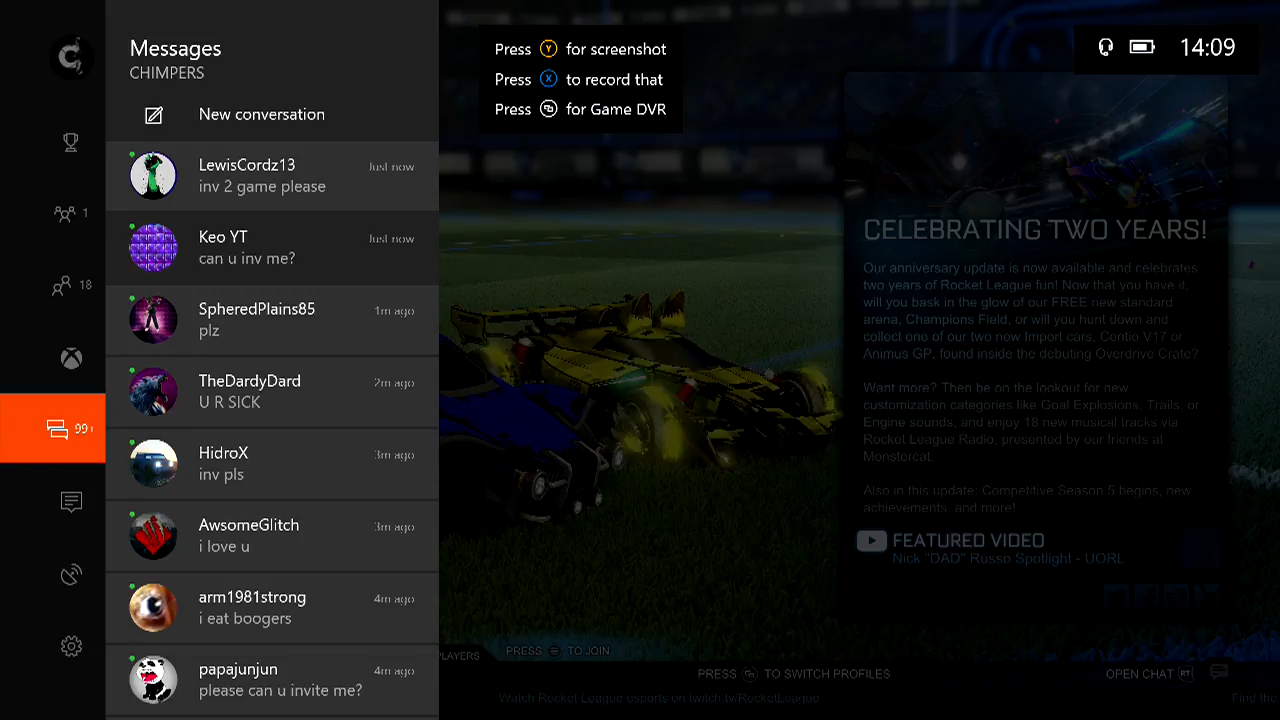 Messages
CHIMPERS
New conversation
LewisCordz13
Just now
inv 2 game please
Keo YT
Just now
can u inv me?
SpheredPlains85
1m ago
plz
TheDardyDard
2m ago
U R SICK
HidroX
3m ago
inv pls
AwsomeGlitch
3m ago
i love u
arm1981strong
4m ago
i eat boogers
papajunjun
4m ago
please can u invite me?
1
18
99+
Press Y for screenshot
Press X to record that
Press for Game DVR
14:09
CELEBRATING TWO YEARS!
Our anniversary update is now available and celebrates
two years of Rocket League fun! Now that you have it,
will you bask in the glow of our FREE new standard
arena, Champions Field, or will you hunt down and
collect one of our two new Import cars, Centio V17 or
Animus GP, found inside the debuting Overdrive Crate?
Want more? Then be on the lookout for new
customization categories like Goal Explosions, Trails, or
Engine sounds, and enjoy 18 new musical tracks via
Rocket League Radio, presented by our friends at
Monstercat.
Also in this update: Competitive Season 5 begins, new
achievements, and more!
FEATURED VIDEO
Nick "DAD" Russo Spotlight - UORL
PLAYERS
PRESS TO JOIN
PRESS TO SWITCH PROFILES
OPEN CHAT RT
Watch Rocket League esports on twitch.tv/RocketLeague
Find the